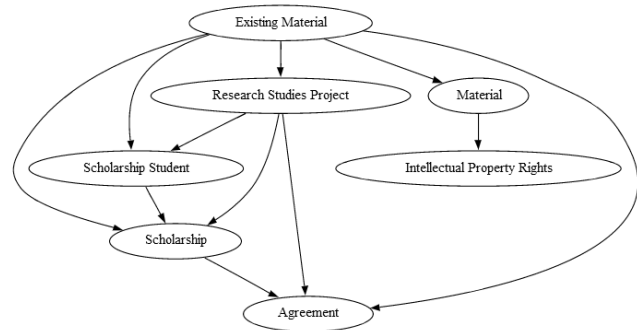 Existing Material
Research Studies Project
Material
Scholarship Student
Intellectual Property Rights
Scholarship
Agreement